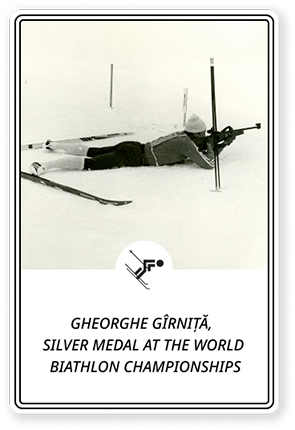 GHEORGHE GÎRNIȚĂ,
SILVER MEDAL AT THE WORLD
BIATHLON CHAMPIONSHIPS